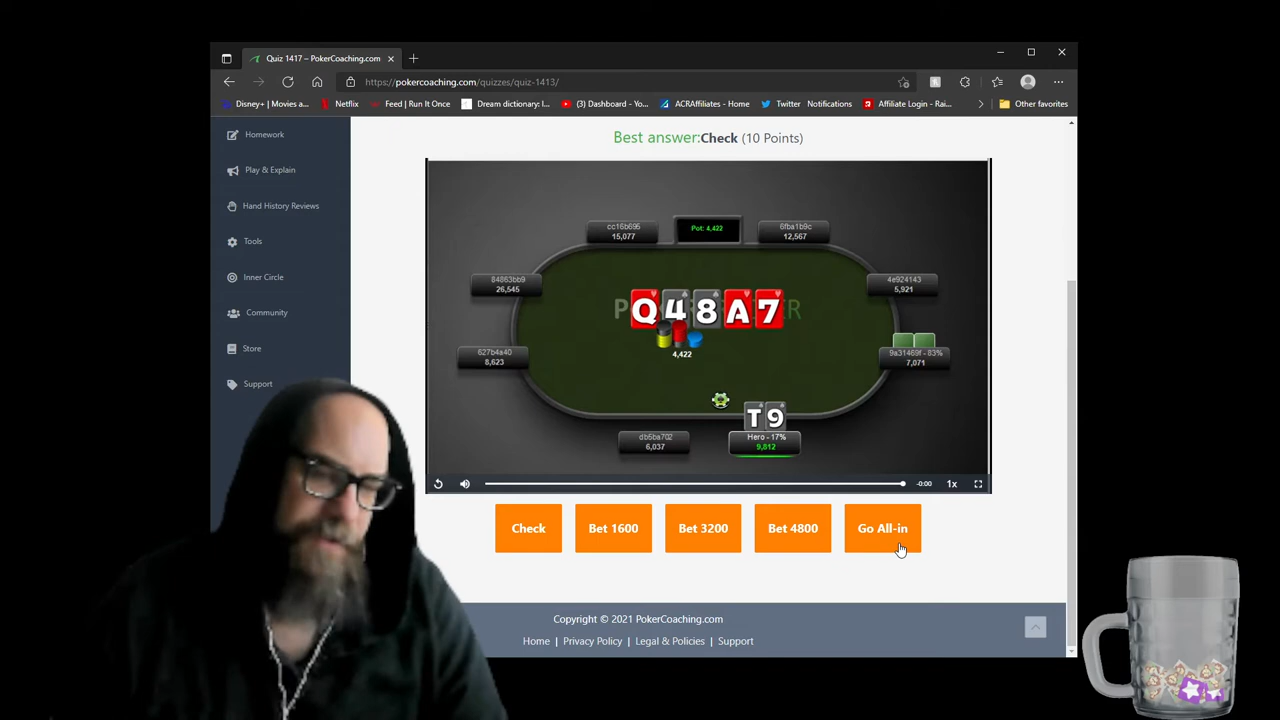 Quiz 1417 – PokerCoaching.com
https://pokercoaching.com/quizzes/quiz-1413/
Disney+ | Movies a...
Netflix
Feed | Run It Once
Dream dictionary: I...
(3) Dashboard - Yo...
ACRAffiliates - Home
Twitter
Notifications
Affiliate Login - Rai...
Other favorites
Homework
Play & Explain
Hand History Reviews
Tools
Inner Circle
Community
Store
Support
Best answer:Check (10 Points)
cc16b695
15,077
Pot: 4,422
6fba1b9c
12,567
84863bb9
26,545
4e924143
5,921
Q 4 8 A 7
4,422
627b4a40
8,623
9a31469f - 83%
7,071
T 9
db5ba702
6,037
Hero - 17%
9,812
-0:00
1x
Check
Bet 1600
Bet 3200
Bet 4800
Go All-in
Copyright © 2021 PokerCoaching.com
Home | Privacy Policy | Legal & Policies | Support